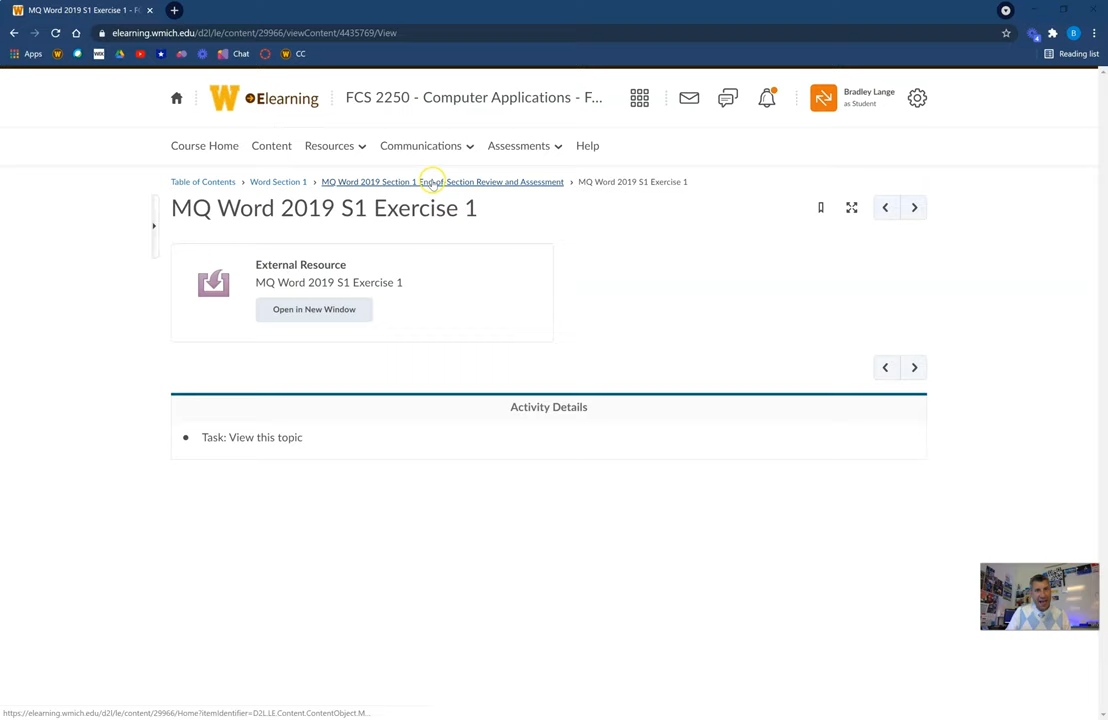 MQ Word 2019 S1 Exercise 1 - F
elearning.wmich.edu/d2l/le/content/29966/viewContent/4435769/View
Apps
Chat
CC
Reading list
W Elearning
FCS 2250 - Computer Applications - F...
Bradley Lange
as Student
Course Home
Content
Resources
Communications
Assessments
Help
Table of Contents › Word Section 1 › MQ Word 2019 Section 1 End-of-Section Review and Assessment › MQ Word 2019 S1 Exercise 1
MQ Word 2019 S1 Exercise 1
External Resource
MQ Word 2019 S1 Exercise 1
Open in New Window
Activity Details
Task: View this topic
https://elearning.wmich.edu/d2l/le/content/29966/Home?itemIdentifier=D2L.LE.Content.ContentObject.M...